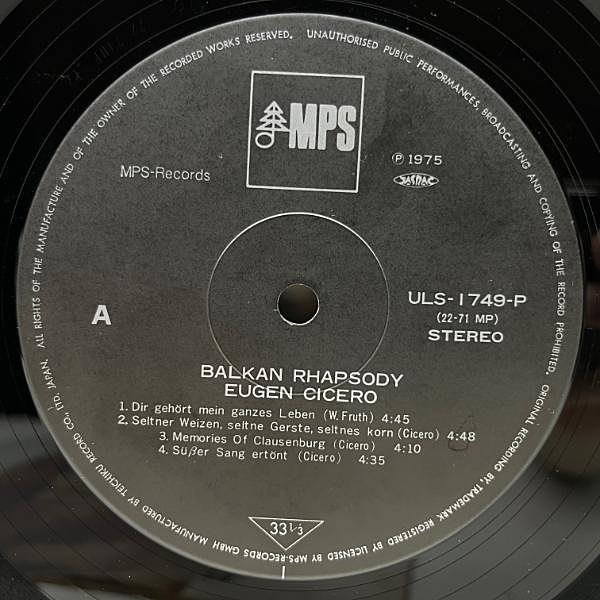 ALL RIGHTS OF THE MANUFACTURE AND OF THE OWNER OF THE RECORDED WORKS RESERVED. UNAUTHORISED PUBLIC PERFORMANCES, BROADCASTING AND COPYING OF THE RECORD PROHIBITED.
MPS
MPS-Records
Ⓟ 1975
JASRAC
A
ULS-1749-P
(22-71 MP)
STEREO
BALKAN RHAPSODY
EUGEN CICERO
1. Dir gehört mein ganzes Leben (W. Fruth) 4:45
2. Seltner Weizen, seltne Gerste, seltnes korn (Cicero) 4:48
3. Memories Of Clausenburg (Cicero) 4:10
4. Süßer Sang ertönt (Cicero) 4:35
33 1/3
MANUFACTURED BY TEICHIKU RECORD CO., LTD. JAPAN. ORIGINAL RECORDING BY, TRADEMARK REGISTERED BY, LICENSED BY MPS-RECORDS GMBH